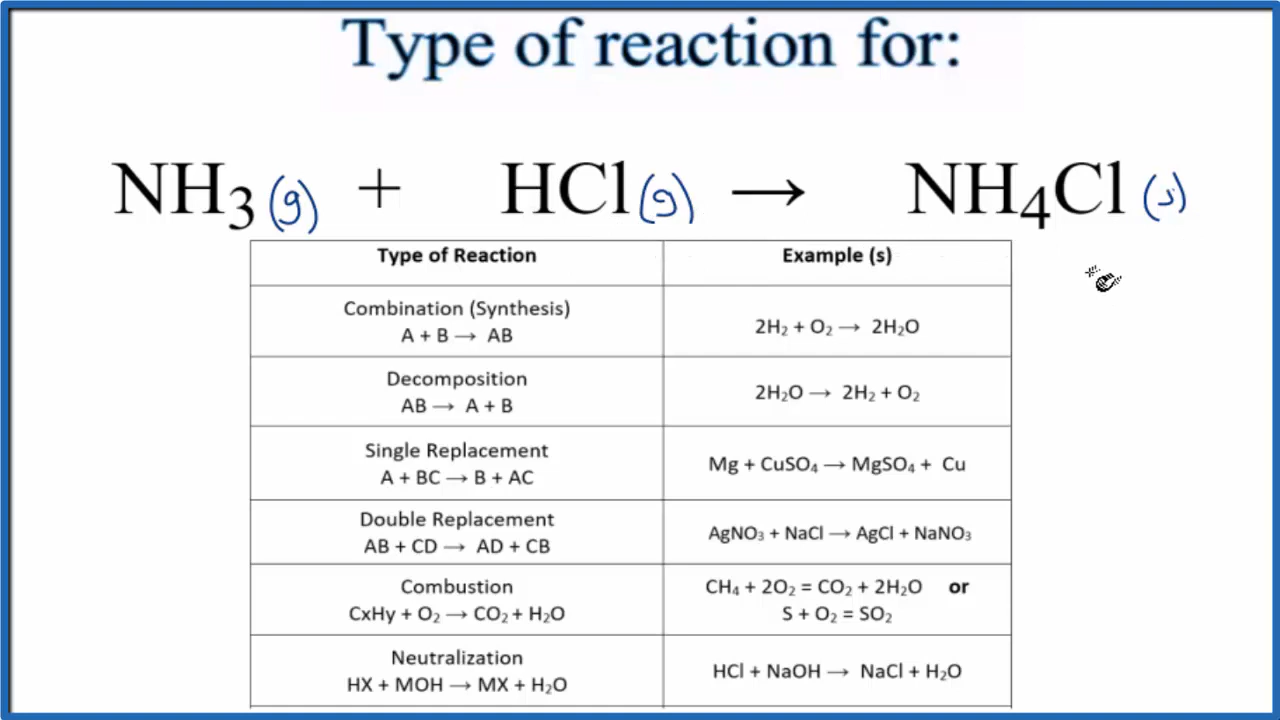 Type of reaction for:
NH₃(g) + HCl(g) → NH₄Cl(s)
Type of Reaction Example (s)
Combination (Synthesis)
A + B → AB
2H₂ + O₂ → 2H₂O
Decomposition
AB → A + B
2H₂O → 2H₂ + O₂
Single Replacement
A + BC → B + AC
Mg + CuSO₄ → MgSO₄ + Cu
Double Replacement
AB + CD → AD + CB
AgNO₃ + NaCl → AgCl + NaNO₃
Combustion
CxHy + O₂ → CO₂ + H₂O
CH₄ + 2O₂ = CO₂ + 2H₂O or
S + O₂ = SO₂
Neutralization
HX + MOH → MX + H₂O
HCl + NaOH → NaCl + H₂O